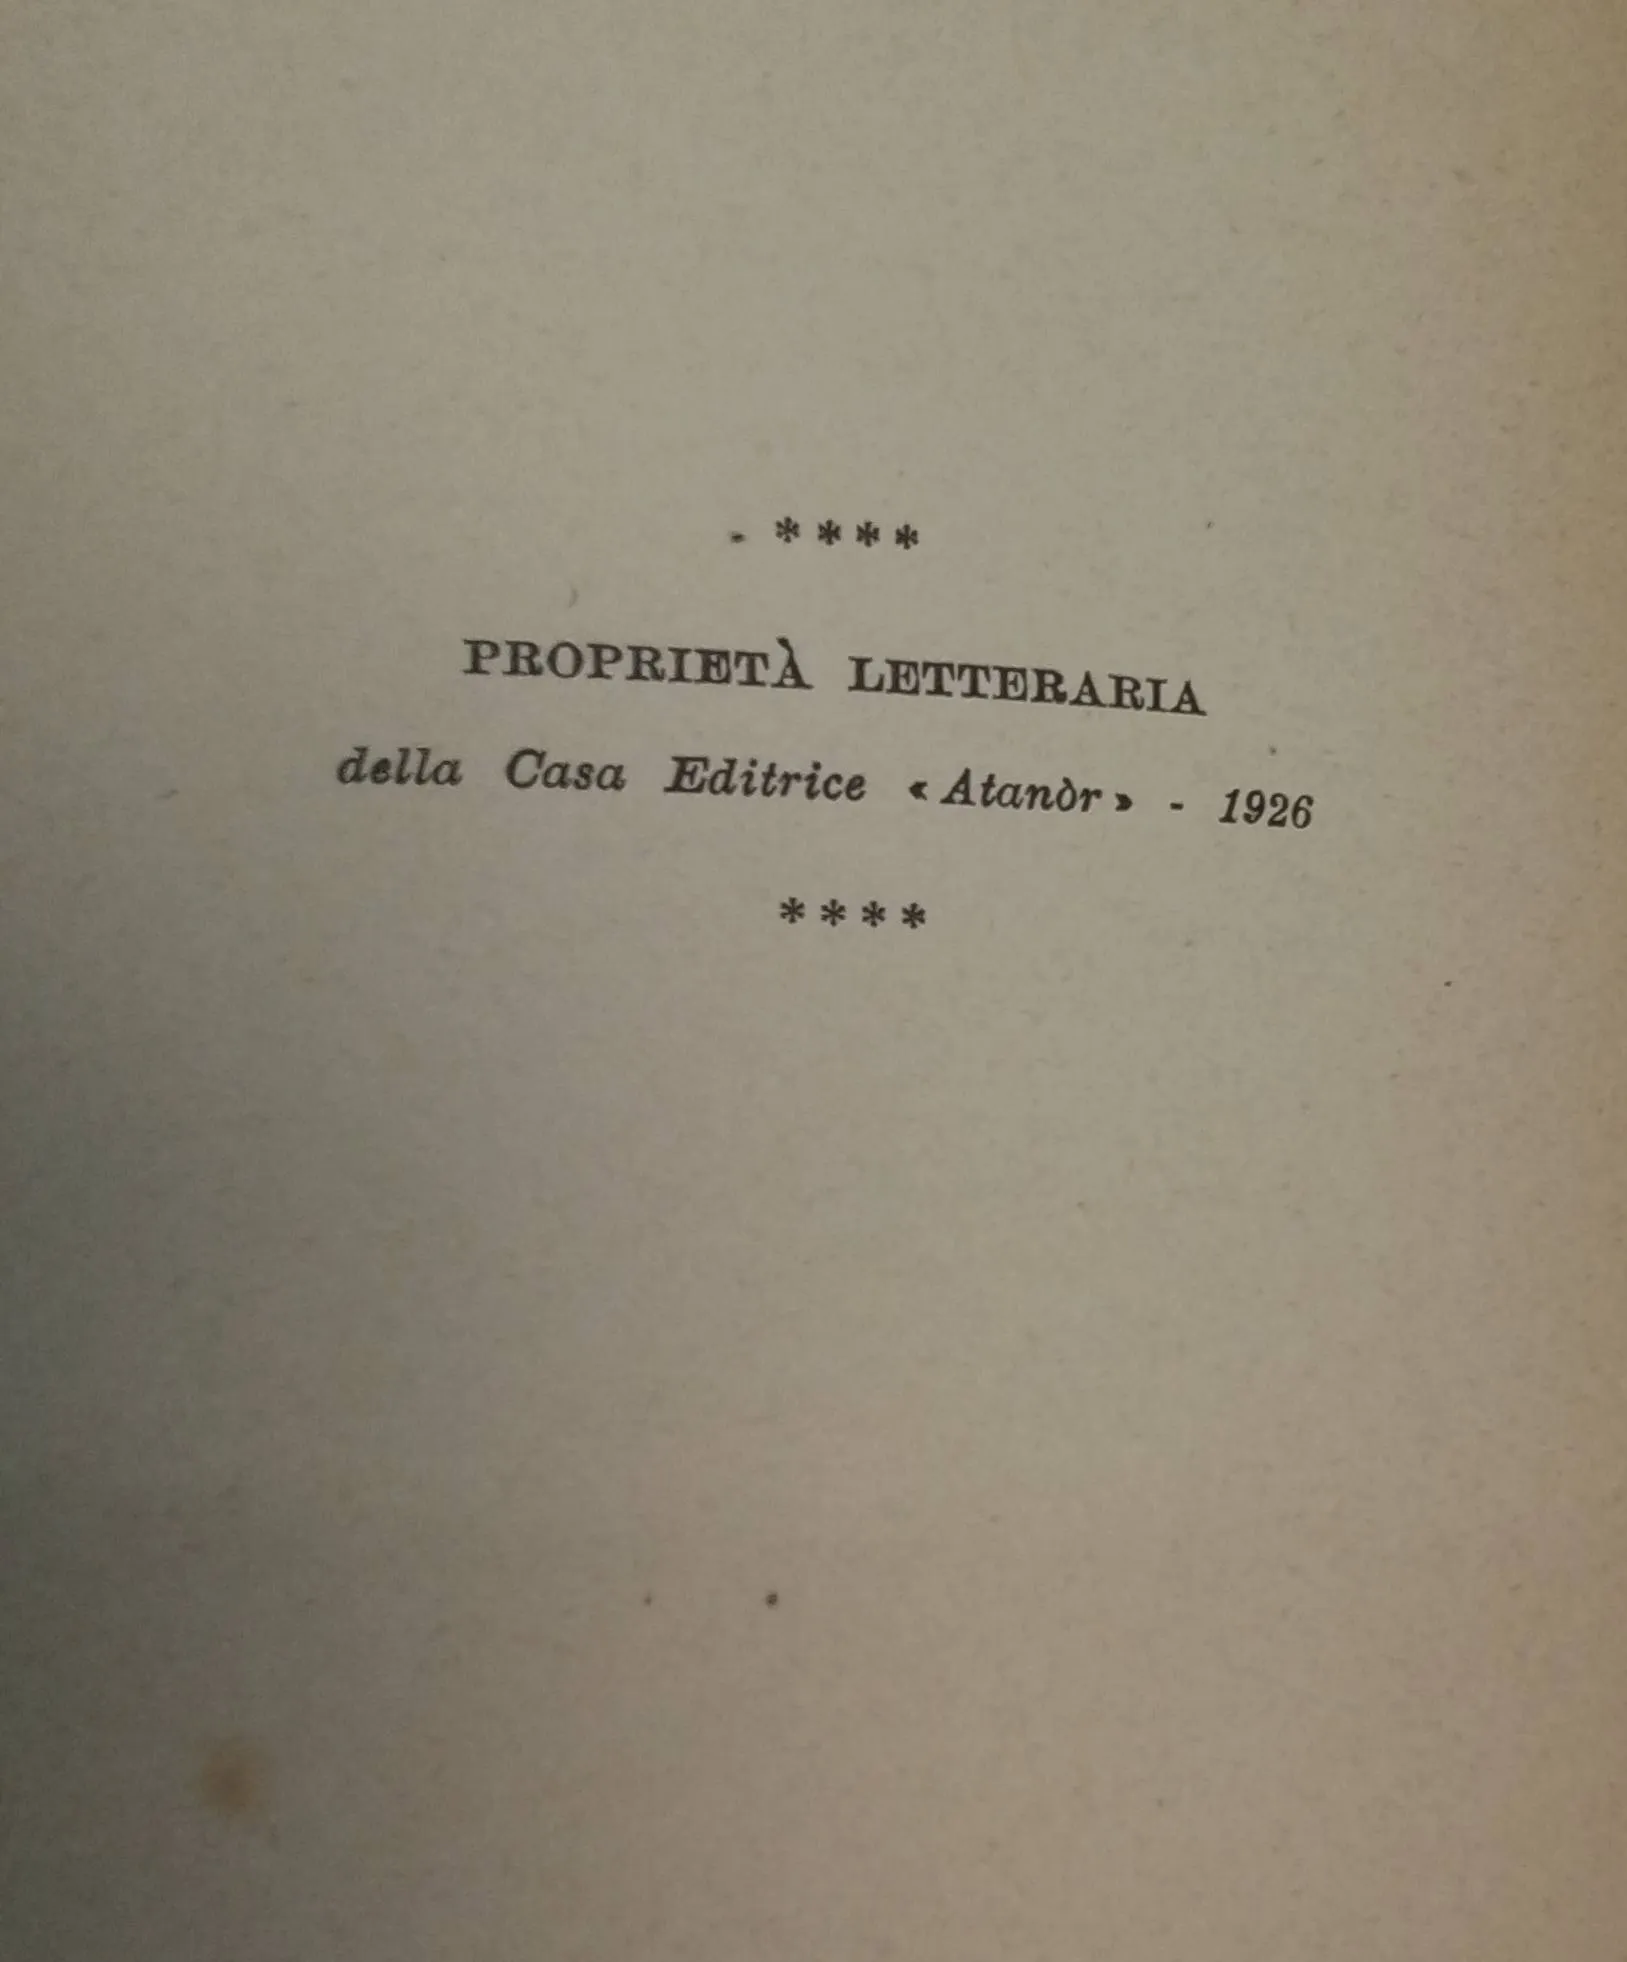 ****
PROPRIETÀ LETTERARIA
della Casa Editrice « Atanòr » - 1926
****